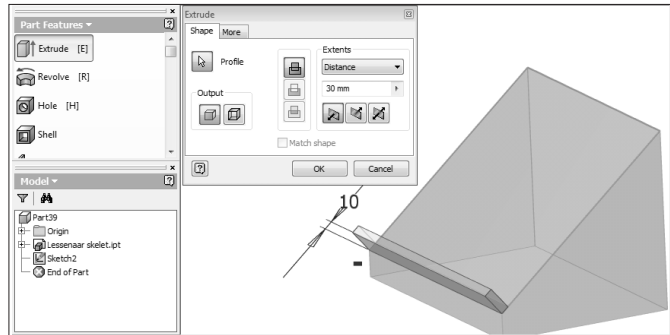 Part Features
Extrude [E]
Revolve [R]
Hole [H]
Shell
Model
Part39
Origin
Lessenaar skelet.ipt
Sketch2
End of Part
Extrude
Shape More
Profile
Output
Extents
Distance
30 mm
Match shape
OK Cancel
10